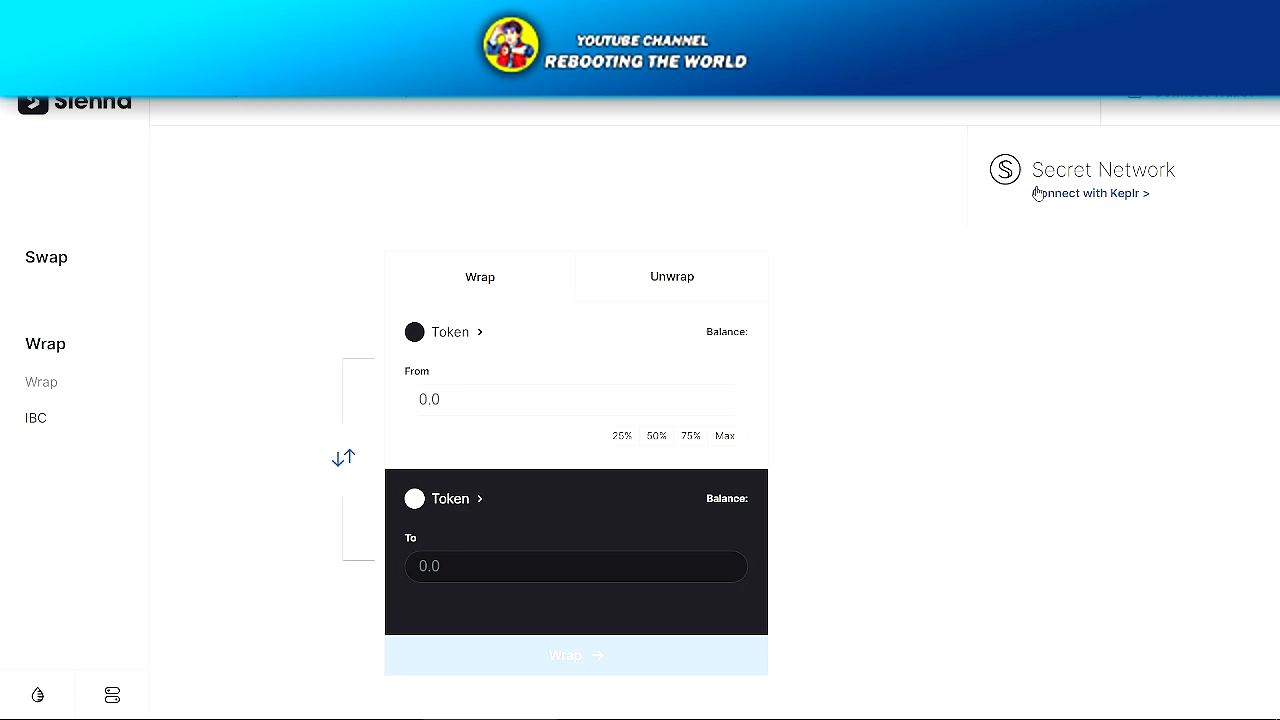 YOUTUBE CHANNEL
REBOOTING THE WORLD
Sienna
Secret Network
Connect with Keplr >
Swap
Wrap
Wrap
IBC
Wrap
Unwrap
Token >
Balance:
From
0.0
25% 50% 75% Max
Token >
Balance:
To
0.0
Wrap →